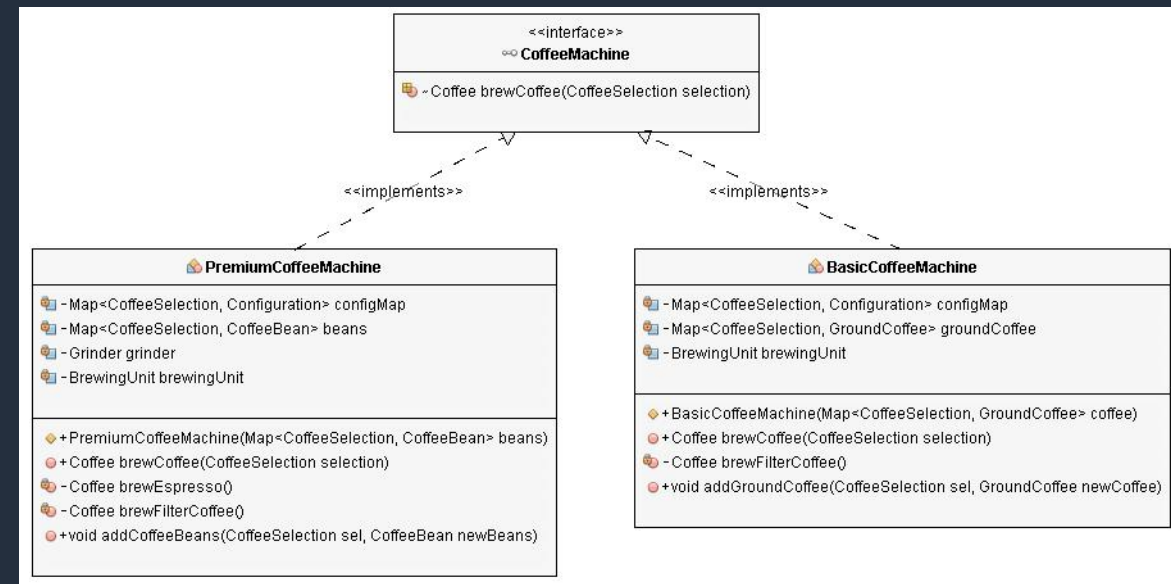 <<interface>>
CoffeeMachine
~Coffee brewCoffee(CoffeeSelection selection)
<<implements>>
<<implements>>
PremiumCoffeeMachine
-Map<CoffeeSelection, Configuration> configMap
-Map<CoffeeSelection, CoffeeBean> beans
-Grinder grinder
-BrewingUnit brewingUnit
+PremiumCoffeeMachine(Map<CoffeeSelection, CoffeeBean> beans)
+Coffee brewCoffee(CoffeeSelection selection)
-Coffee brewEspresso()
-Coffee brewFilterCoffee()
+void addCoffeeBeans(CoffeeSelection sel, CoffeeBean newBeans)
BasicCoffeeMachine
-Map<CoffeeSelection, Configuration> configMap
-Map<CoffeeSelection, GroundCoffee> groundCoffee
-BrewingUnit brewingUnit
+BasicCoffeeMachine(Map<CoffeeSelection, GroundCoffee> coffee)
+Coffee brewCoffee(CoffeeSelection selection)
-Coffee brewFilterCoffee()
+void addGroundCoffee(CoffeeSelection sel, GroundCoffee newCoffee)